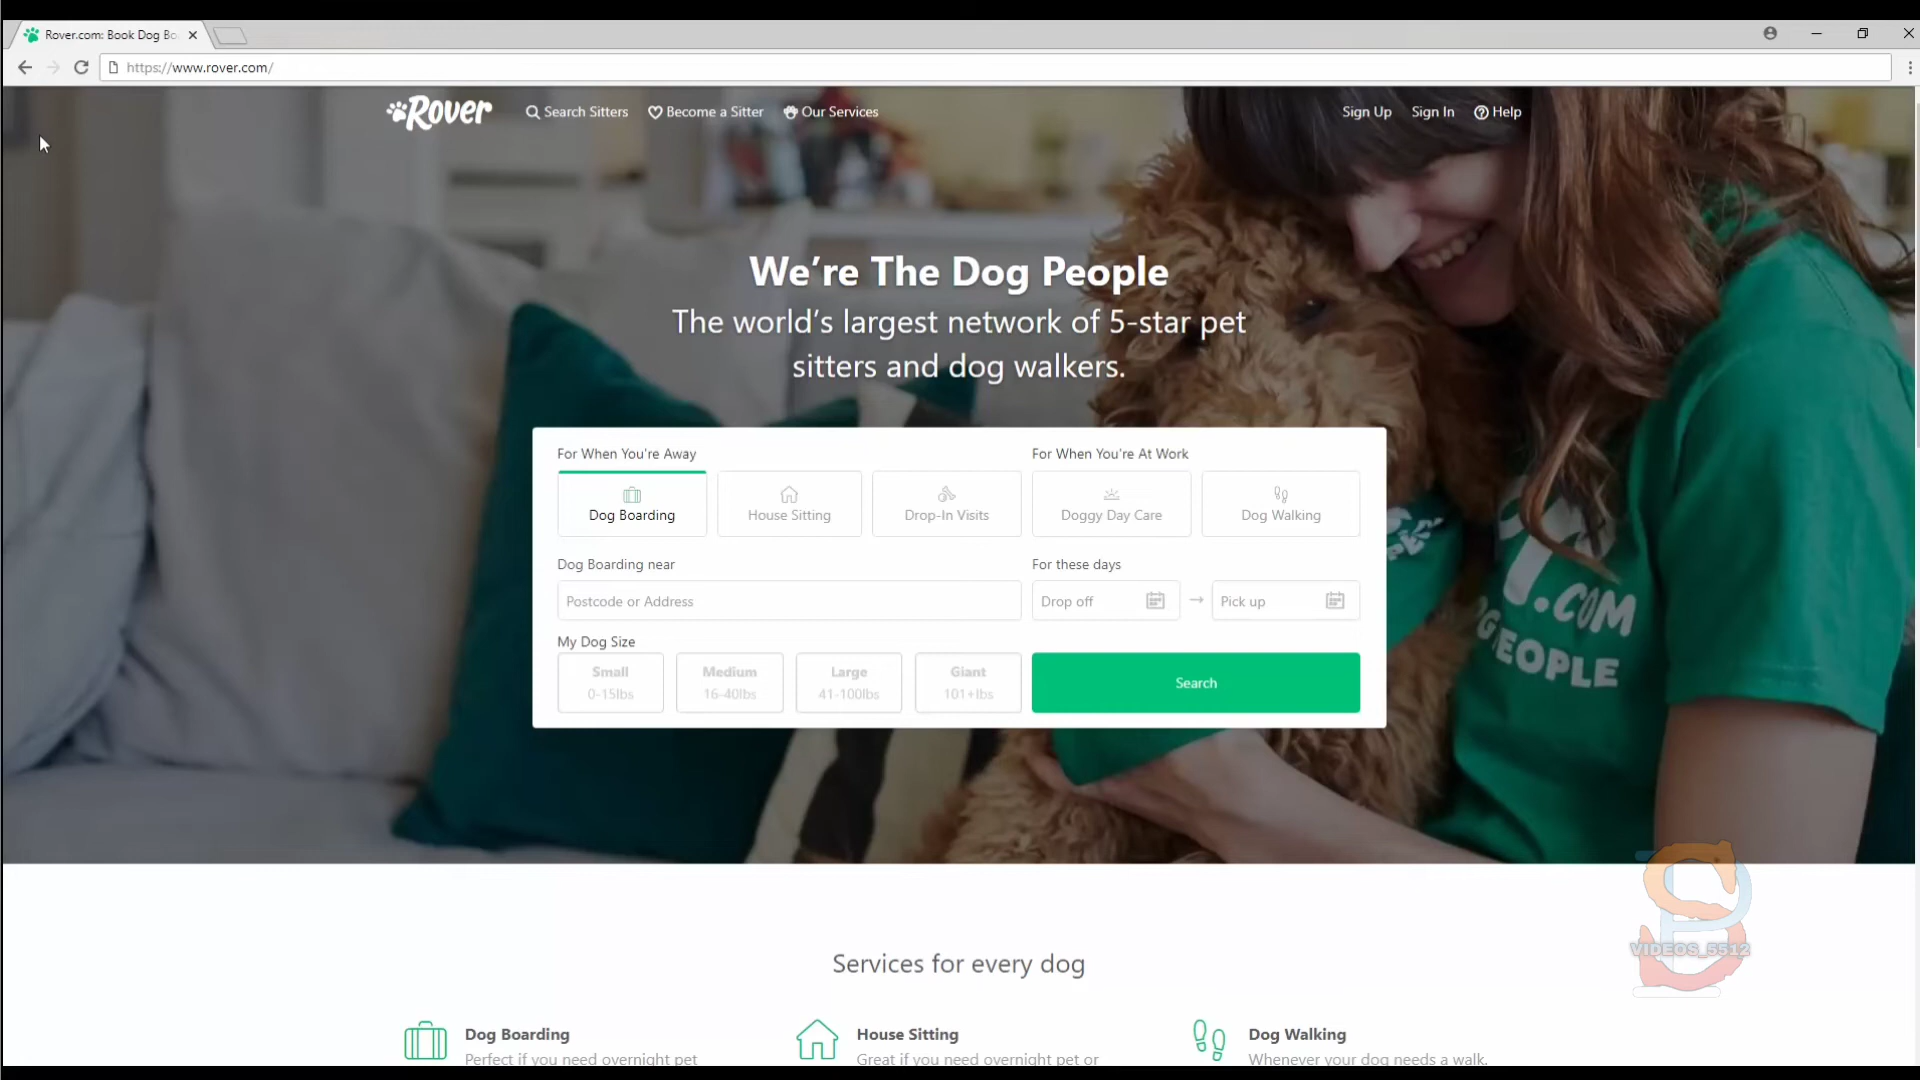 Rover.com: Book Dog Bo
https://www.rover.com/
Rover
Search Sitters
Become a Sitter
Our Services
Sign Up
Sign In
Help
We're The Dog People
The world's largest network of 5-star pet
sitters and dog walkers.
For When You're Away
For When You're At Work
Dog Boarding
House Sitting
Drop-In Visits
Doggy Day Care
Dog Walking
Dog Boarding near
For these days
Postcode or Address
Drop off
Pick up
My Dog Size
Small
0-15lbs
Medium
16-40lbs
Large
41-100lbs
Giant
101+lbs
Search
.COM
PEOPLE
VIDEOS_5512
Services for every dog
Dog Boarding
Perfect if you need overnight pet
House Sitting
Great if you need overnight pet or
Dog Walking
Whenever your dog needs a walk.